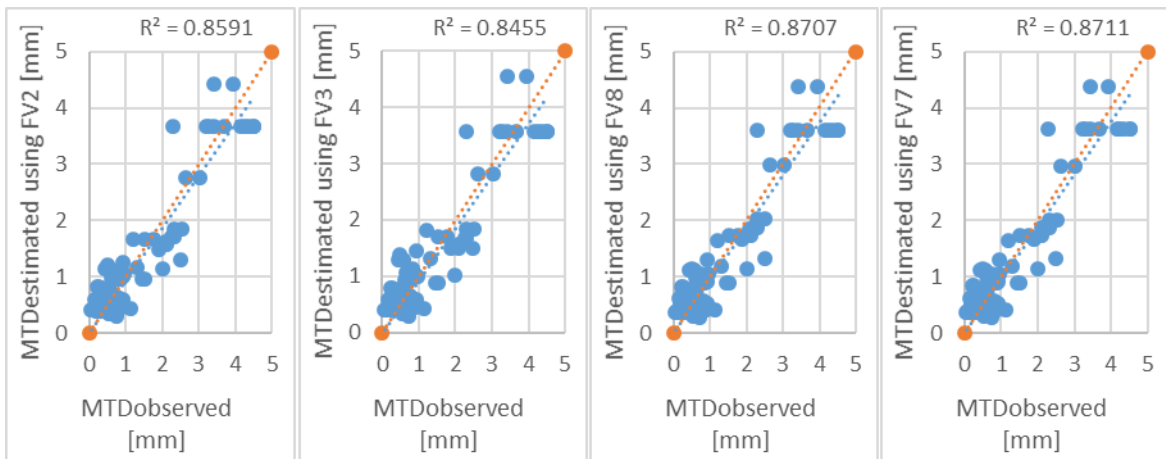 R² = 0.8591
MTDestimated using FV2 [mm]
5
4
3
2
1
0
0 1 2 3 4 5
MTDobserved
[mm]
R² = 0.8455
MTDestimated using FV3 [mm]
5
4
3
2
1
0
0 1 2 3 4 5
MTDobserved
[mm]
R² = 0.8707
MTDestimated using FV8 [mm]
5
4
3
2
1
0
0 1 2 3 4 5
MTDobserved
[mm]
R² = 0.8711
MTDestimated using FV7 [mm]
5
4
3
2
1
0
0 1 2 3 4 5
MTDobserved
[mm]